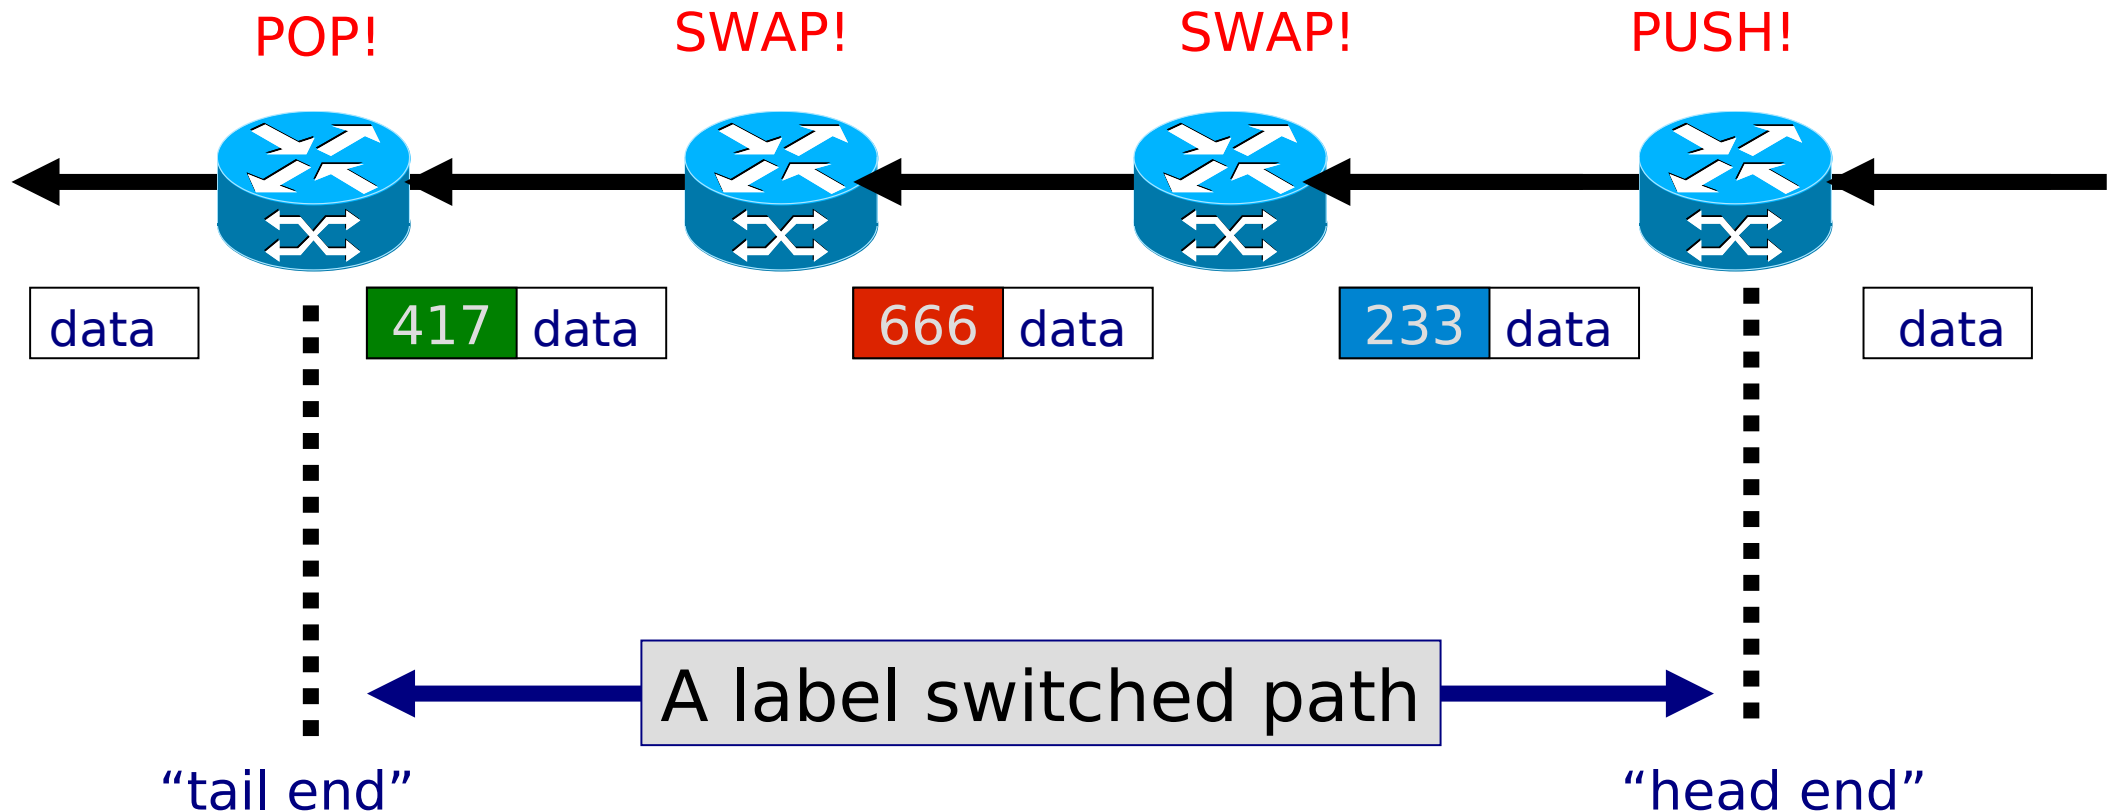 POP!
SWAP!
SWAP!
PUSH!
data
417 data
666 data
233 data
data
A label switched path
“tail end”
“head end”